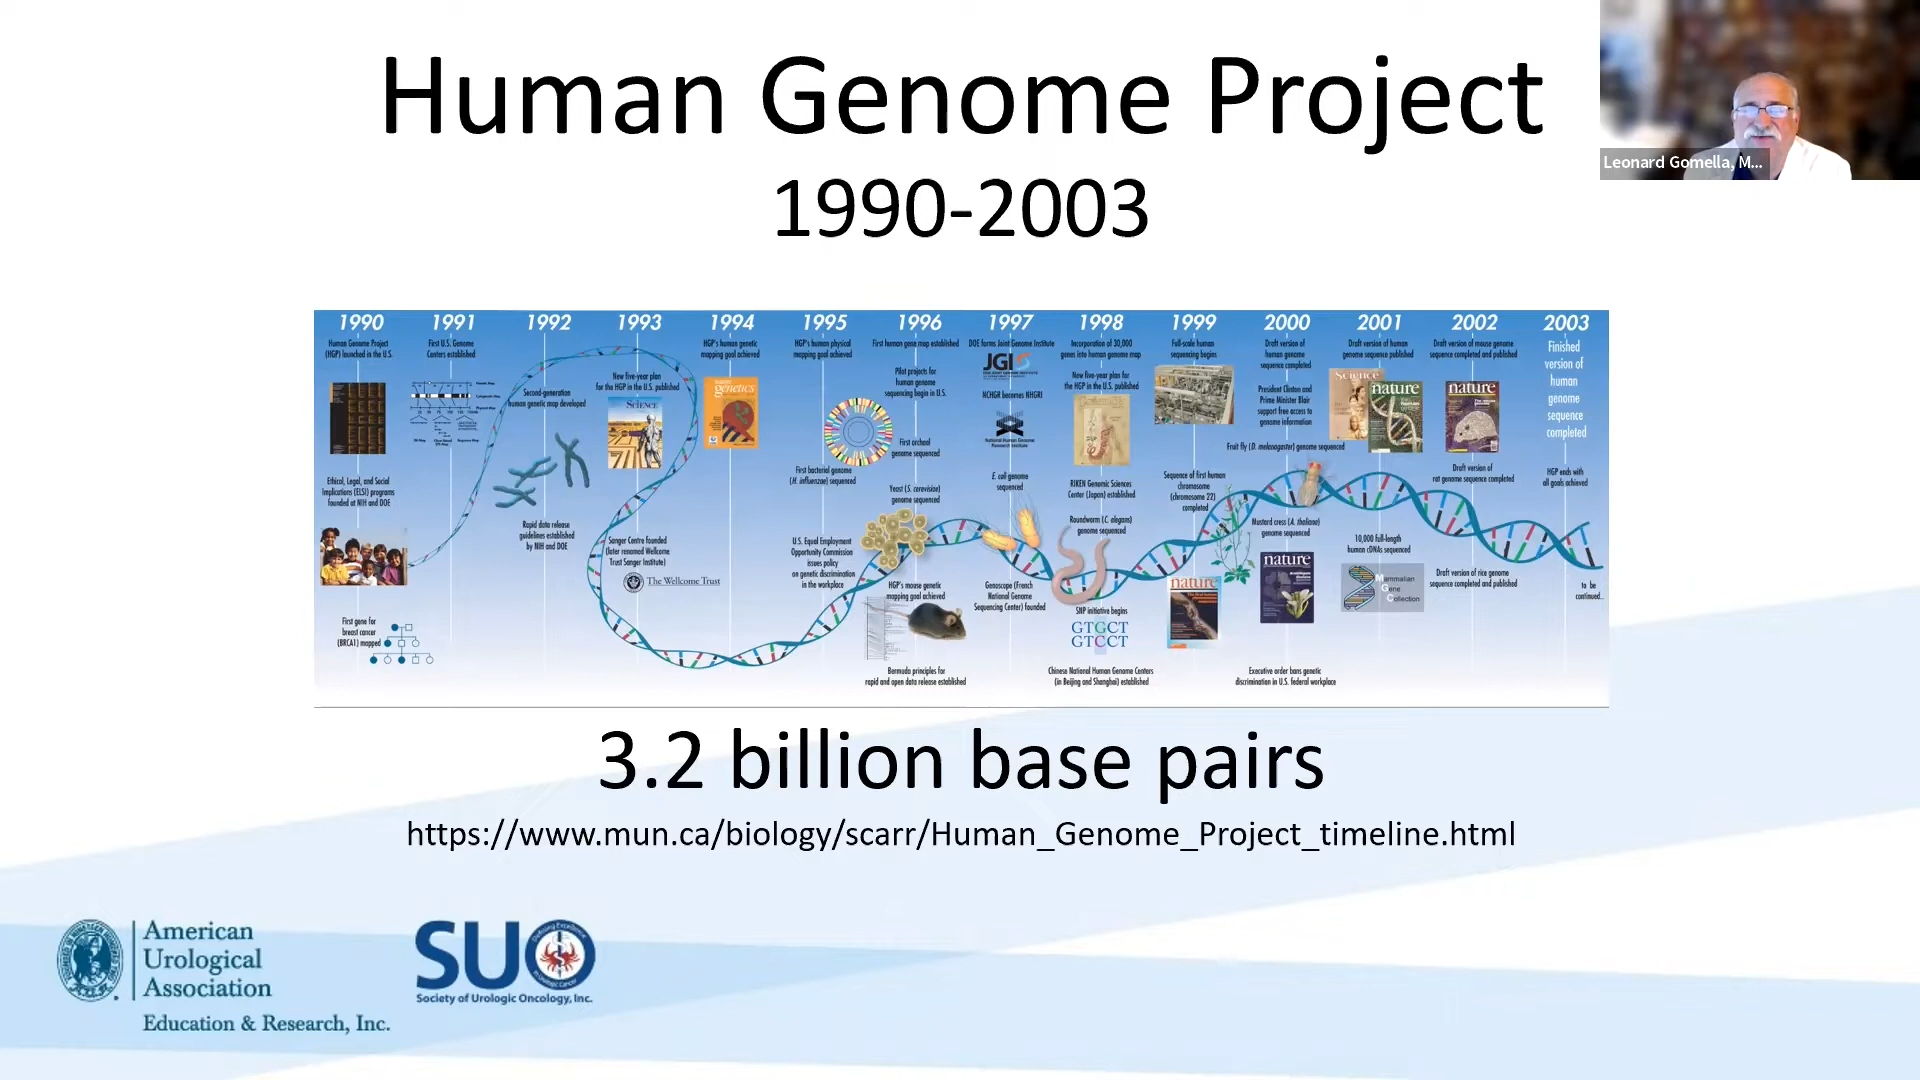 Human Genome Project
1990-2003
Leonard Gomella, M...
1990
Human Genome Project
(HGP) launched in the U.S.
Ethical, Legal, and Social
Implications (ELSI) programs
founded at NIH and DOE
First gene for
breast cancer
(BRCA1) mapped
1991
First U.S. Genome
Centers established
1992
Second-generation
human genetic map developed
Rapid data release
guidelines established
by NIH and DOE
1993
New five-year plan
for the HGP in the U.S. published
SCIENCE
Sanger Centre founded
(later renamed Wellcome
Trust Sanger Institute)
The Wellcome Trust
1994
HGP's human genetic
mapping goal achieved
genetics
1995
HGP's human physical
mapping goal achieved
First bacterial genome
(H. influenzae) sequenced
U.S. Equal Employment
Opportunity Commission
issues policy
on genetic discrimination
in the workplace
1996
First human gene map established
Pilot projects for
human genome
sequencing begin in U.S.
First archaeal
genome sequenced
Yeast (S. cerevisiae)
genome sequenced
HGP's mouse genetic
mapping goal achieved
Bermuda principles for
rapid and open data release established
1997
DOE forms Joint Genome Institute
JGI
NCHGR becomes NHGRI
National Human Genome
Research Institute
E. coli genome
sequenced
Genoscope (French
National Genome
Sequencing Center) founded
1998
Incorporation of 30,000
genes into human genome map
New five-year plan for
the HGP in the U.S. published
RIKEN Genomic Sciences
Center (Japan) established
Roundworm (C. elegans)
genome sequenced
SNP initiative begins
GTGCT
GTCCT
Chinese National Human Genome Centers
(in Beijing and Shanghai) established
1999
Full-scale human
sequencing begins
Sequence of first human
chromosome
(chromosome 22)
completed
nature
2000
Draft version of
human genome
sequence completed
President Clinton and
Prime Minister Blair
support free access to
genome information
Fruit fly (D. melanogaster) genome sequenced
Mustard cress (A. thaliana)
genome sequenced
nature
Executive order bans genetic
discrimination in U.S. federal workplace
2001
Draft version of human
genome sequence published
Science
nature
10,000 full-length
human cDNAs sequenced
Mammalian
Gene
Collection
2002
Draft version of mouse genome
sequence completed and published
nature
Draft version of
rat genome sequence completed
Draft version of rice genome
sequence completed and published
2003
Finished
version of
human
genome
sequence
completed
HGP ends with
all goals achieved
to be
continued...
3.2 billion base pairs
https://www.mun.ca/biology/scarr/Human_Genome_Project_timeline.html
American
Urological
Association
Education & Research, Inc.
SUO
Society of Urologic Oncology, Inc.